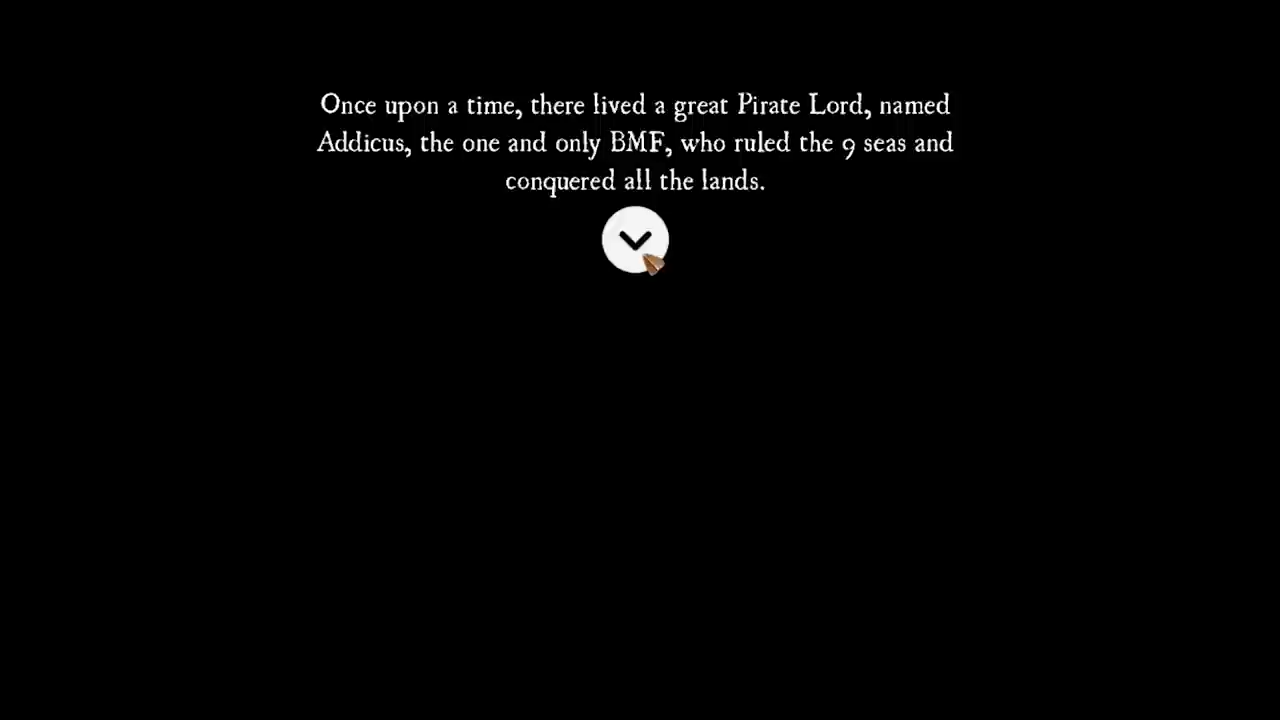 Once upon a time, there lived a great Pirate Lord, named
Addicus, the one and only BMF, who ruled the 9 seas and
conquered all the lands.